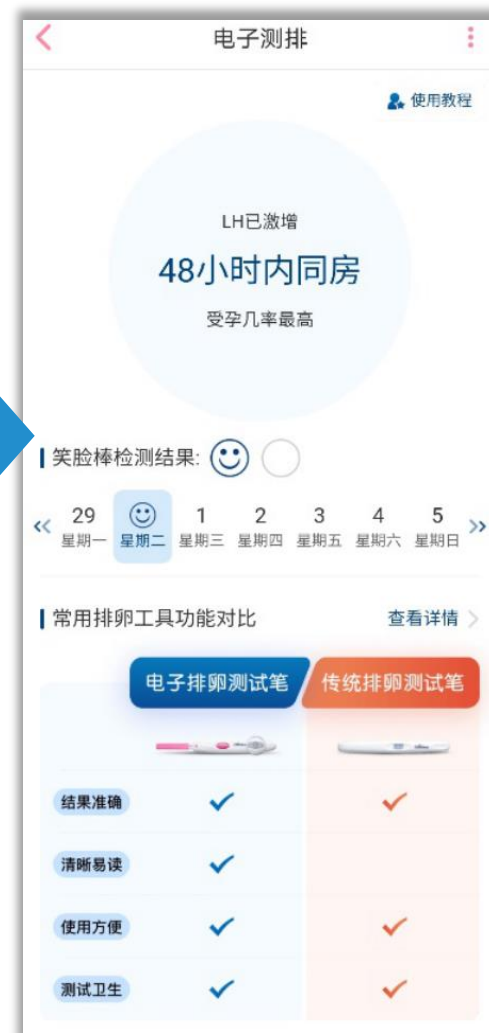 电子测排
使用教程
LH已激增
48小时内同房
受孕几率最高
笑脸棒检测结果:
29 1 2 3 4 5
星期一 星期二 星期三 星期四 星期五 星期六 星期日
常用排卵工具功能对比 查看详情
电子排卵测试笔 传统排卵测试笔
结果准确
清晰易读
使用方便
测试卫生